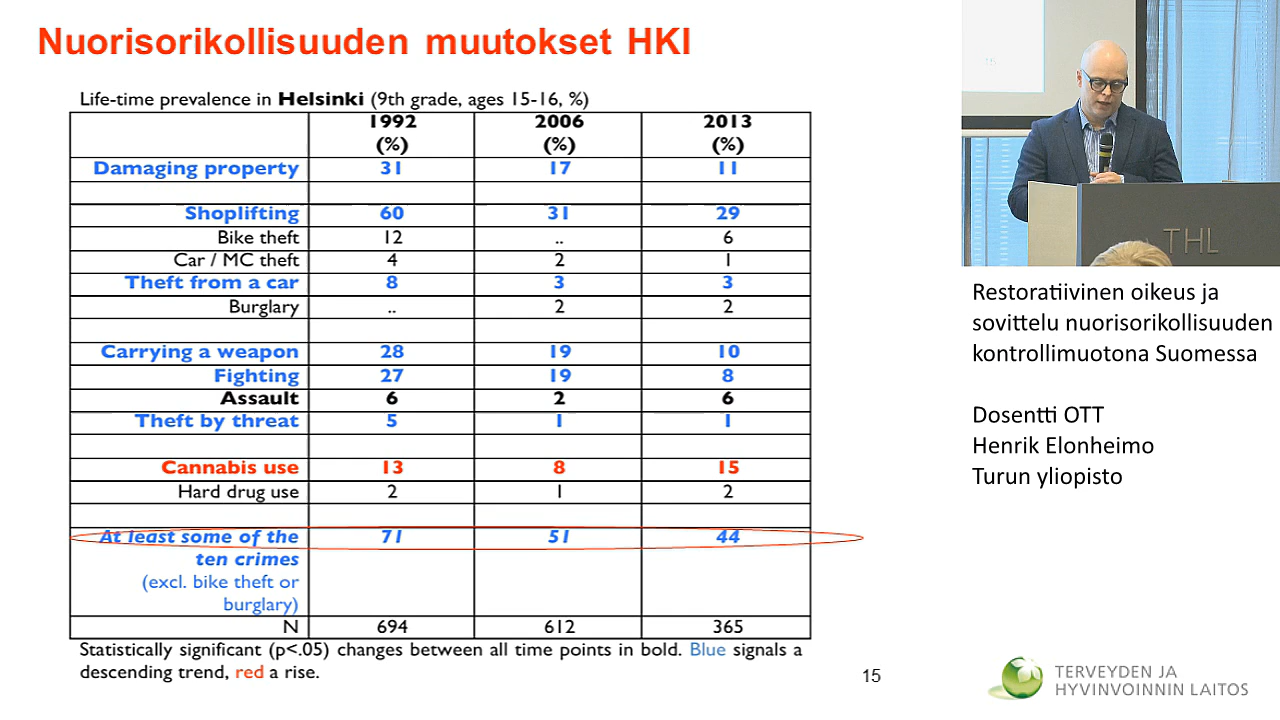 Nuorisorikollisuuden muutokset HKI
Life-time prevalence in Helsinki (9th grade, ages 15-16, %)
1992 2006 2013
(%) (%) (%)
Damaging property 31 17 11
Shoplifting 60 31 29
Bike theft 12 .. 6
Car / MC theft 4 2 1
Theft from a car 8 3 3
Burglary .. 2 2
Carrying a weapon 28 19 10
Fighting 27 19 8
Assault 6 2 6
Theft by threat 5 1 1
Cannabis use 13 8 15
Hard drug use 2 1 2
At least some of the 71 51 44
ten crimes
(excl. bike theft or
burglary)
N 694 612 365
Statistically significant (p<.05) changes between all time points in bold. Blue signals a
descending trend, red a rise.
15
15
THL
Restoratiivinen oikeus ja
sovittelu nuorisorikollisuuden
kontrollimuotona Suomessa
Dosentti OTT
Henrik Elonheimo
Turun yliopisto
TERVEYDEN JA
HYVINVOINNIN LAITOS